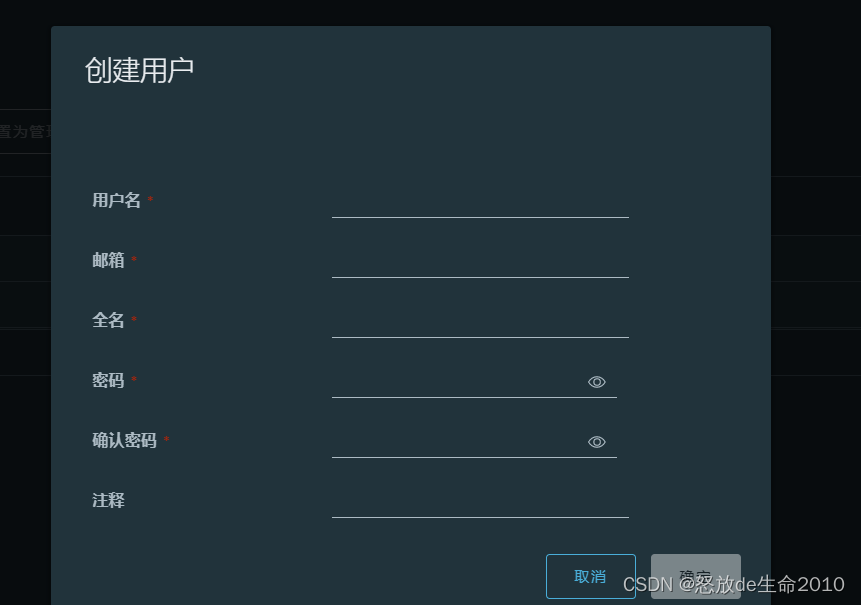 创建用户
置为管理
用户名 *
邮箱 *
全名 *
密码 *
确认密码 *
注释
取消
确定
CSDN @怒放de生命2010